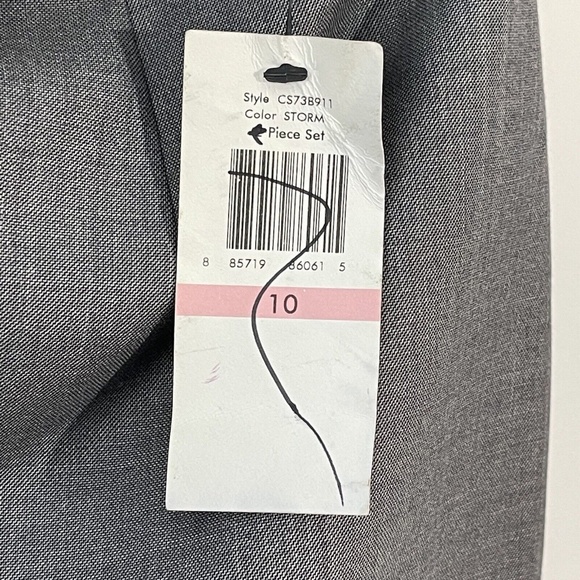 Style CS73B911
Color STORM
Piece Set
8 85719 86061 5
10